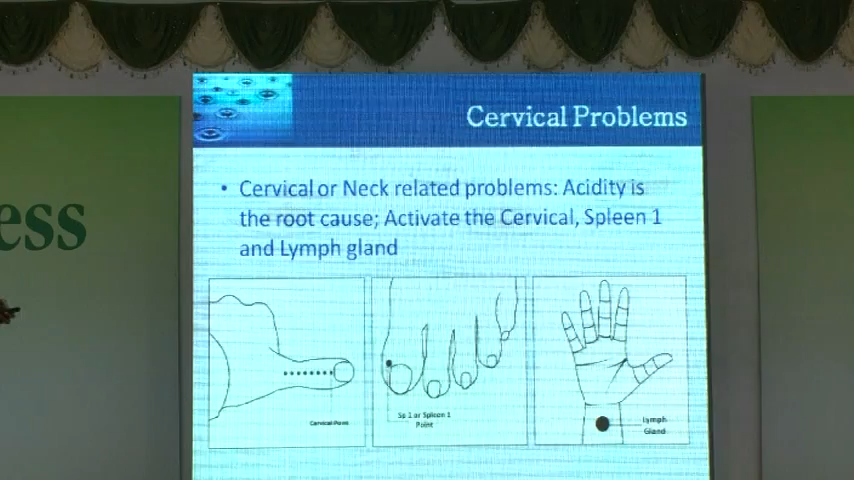 Cervical Problems
ess
• Cervical or Neck related problems: Acidity is
the root cause; Activate the Cervical, Spleen 1
and Lymph gland
Cervical Point
Sp 1 or Spleen 1
Point
Lymph
Gland